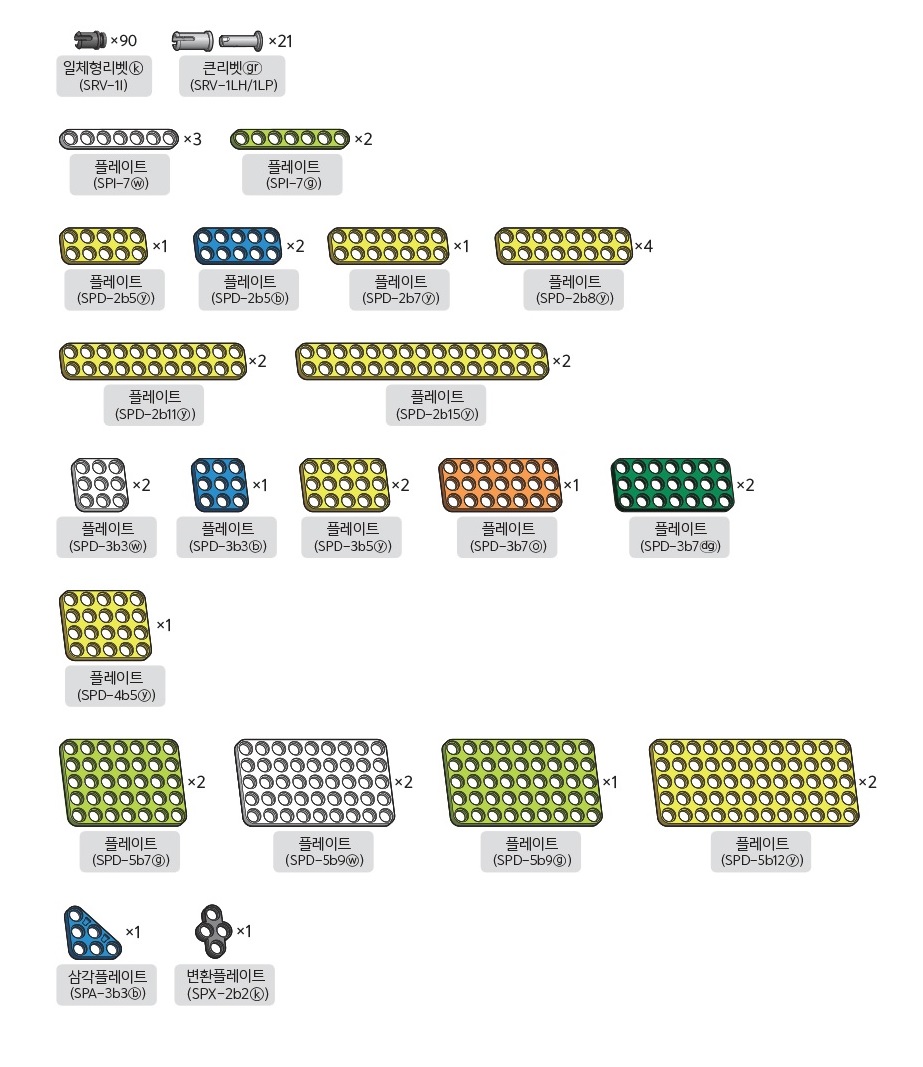 ×90 ×21
일체형리벳ⓚ 큰리벳gr
(SRV-1I) (SRV-1LH/1LP)
×3 ×2
플레이트 플레이트
(SPI-7ⓦ) (SPI-7ⓖ)
×1 ×2 ×1 ×4
플레이트 플레이트 플레이트 플레이트
(SPD-2b5ⓨ) (SPD-2b5ⓑ) (SPD-2b7ⓨ) (SPD-2b8ⓨ)
×2 ×2
플레이트 플레이트
(SPD-2b11ⓨ) (SPD-2b15ⓨ)
×2 ×1 ×2 ×1 ×2
플레이트 플레이트 플레이트 플레이트 플레이트
(SPD-3b3ⓦ) (SPD-3b3ⓑ) (SPD-3b5ⓨ) (SPD-3b7ⓞ) (SPD-3b7dg)
×1
플레이트
(SPD-4b5ⓨ)
×2 ×2 ×1 ×2
플레이트 플레이트 플레이트 플레이트
(SPD-5b7ⓖ) (SPD-5b9ⓦ) (SPD-5b9ⓖ) (SPD-5b12ⓨ)
×1 ×1
삼각플레이트 변환플레이트
(SPA-3b3ⓑ) (SPX-2b2ⓚ)